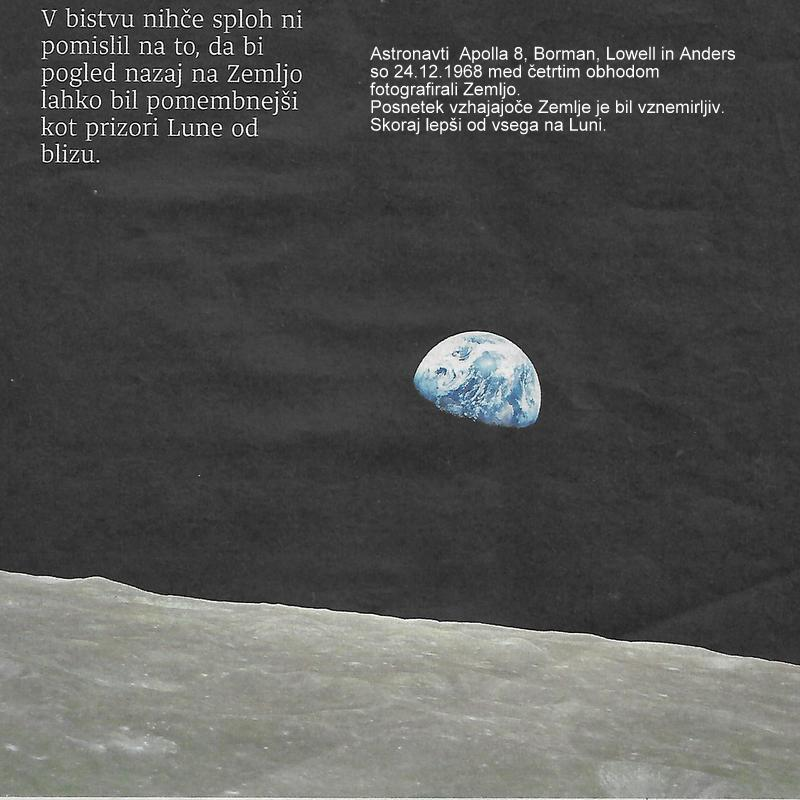 V bistvu nihče sploh ni
pomislil na to, da bi
pogled nazaj na Zemljo
lahko bil pomembnejši
kot prizori Lune od
blizu.
Astronavti Apolla 8, Borman, Lowell in Anders
so 24.12.1968 med četrtim obhodom
fotografirali Zemljo.
Posnetek vzhajajoče Zemlje je bil vznemirljiv.
Skoraj lepši od vsega na Luni.